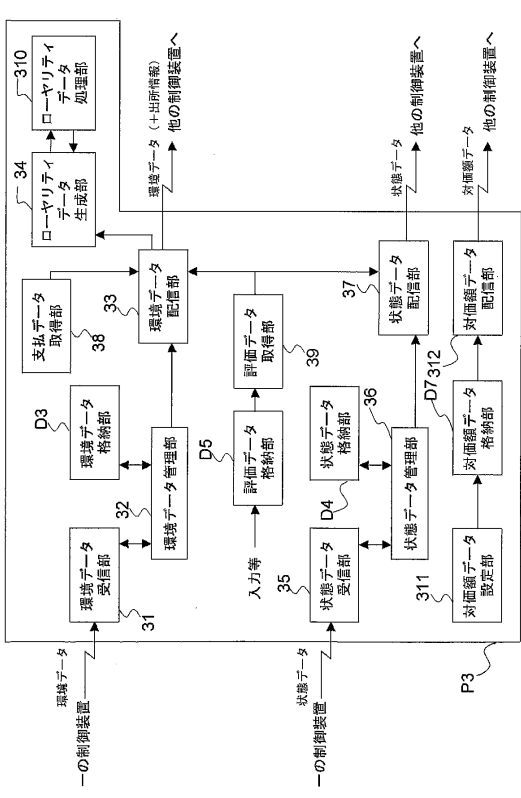 一の制御装置
環境データ
環境データ
受信部
31
環境データ管理部
32
環境データ
格納部
D3
支払データ
取得部
38
環境データ
配信部
33
ローヤリティ
データ
生成部
34
ローヤリティ
データ
処理部
310
環境データ(+出所情報)
他の制御装置へ
入力等
評価データ
格納部
D5
評価データ
取得部
39
一の制御装置
状態データ
状態データ
受信部
35
状態データ
格納部
D4
状態データ管理部
36
状態データ
配信部
37
状態データ
他の制御装置へ
対価額データ
設定部
311
対価額データ
格納部
D7
対価額データ
配信部
312
対価額データ
他の制御装置へ
P3